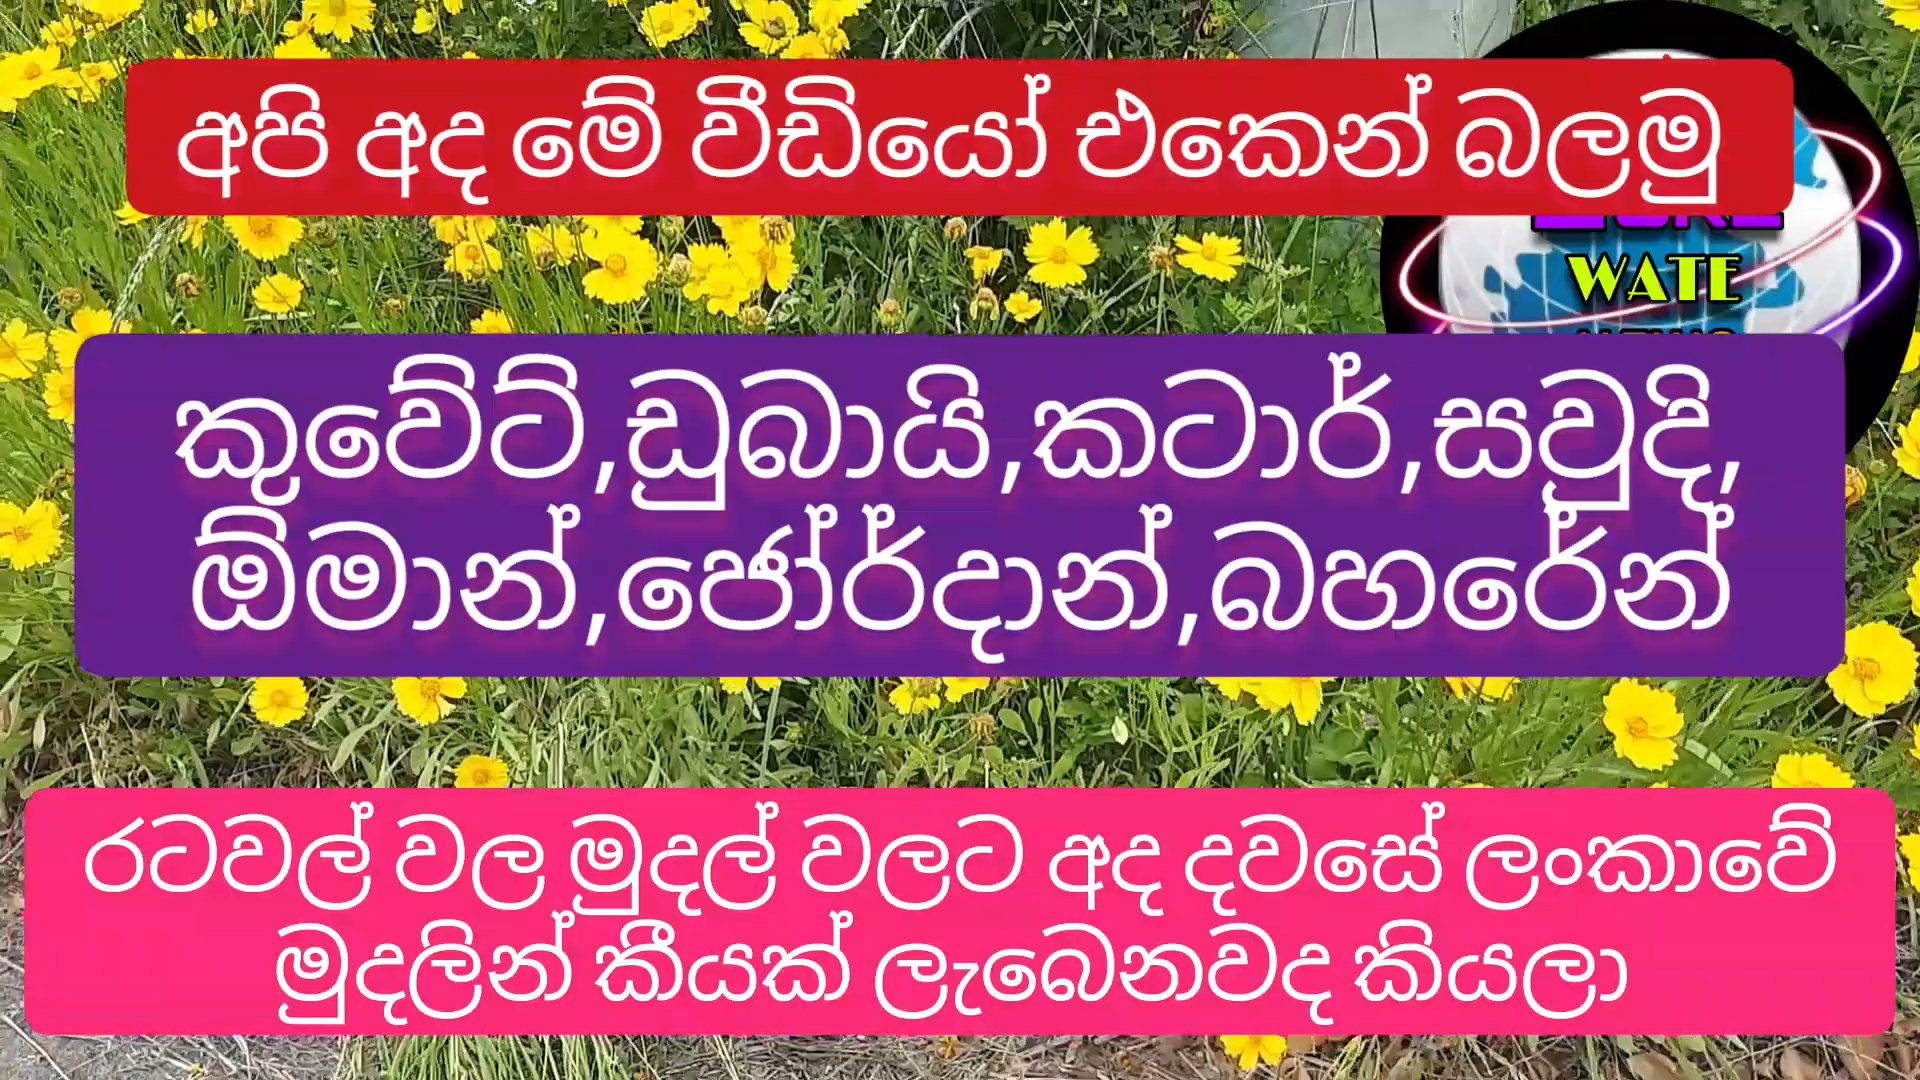 අපි අද මේ වීඩියෝ එකෙන් බලමු
WATE
කුවේට්,ඩුබායි,කටාර්,සවුදි,
ඕමාන්,ජෝර්දාන්,බහරේන්
රටවල් වල මුදල් වලට අද දවසේ ලංකාවේ
මුදලින් කීයක් ලැබෙනවද කියලා